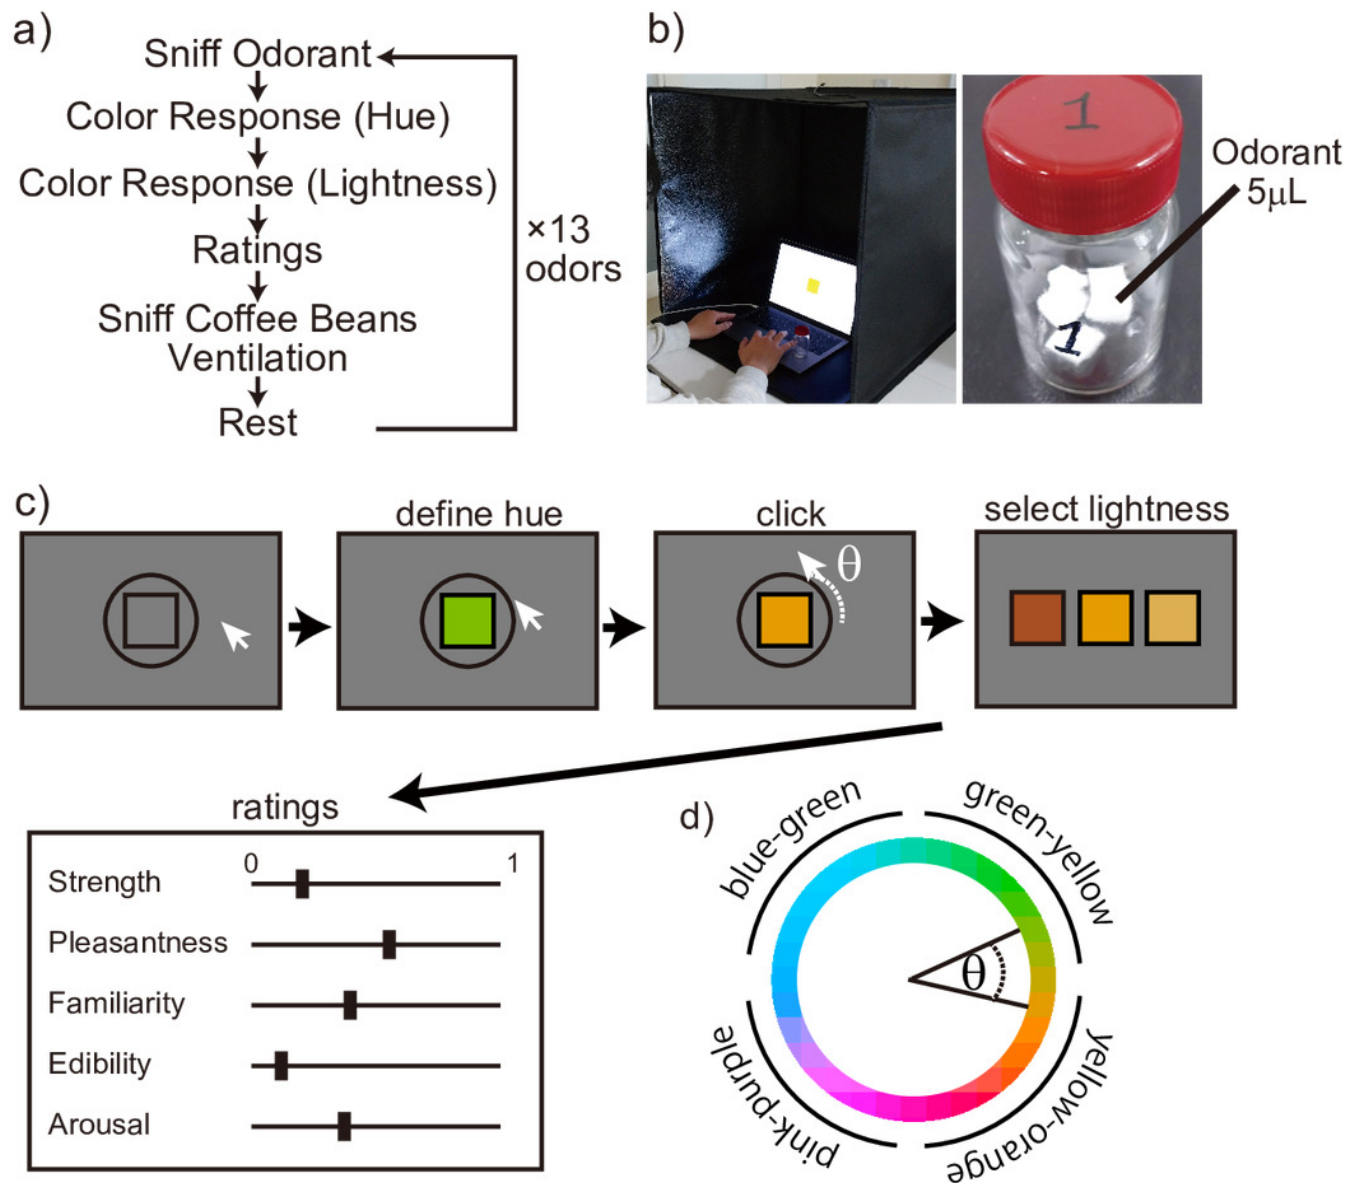 a)
Sniff Odorant
Color Response (Hue)
Color Response (Lightness)
Ratings
Sniff Coffee Beans
Ventilation
Rest
×13
odors
b)
1
1
Odorant
5μL
c)
define hue
click
select lightness
θ
ratings
0 1
Strength
Pleasantness
Familiarity
Edibility
Arousal
d)
blue-green
green-yellow
θ
pink-purple
yellow-orange